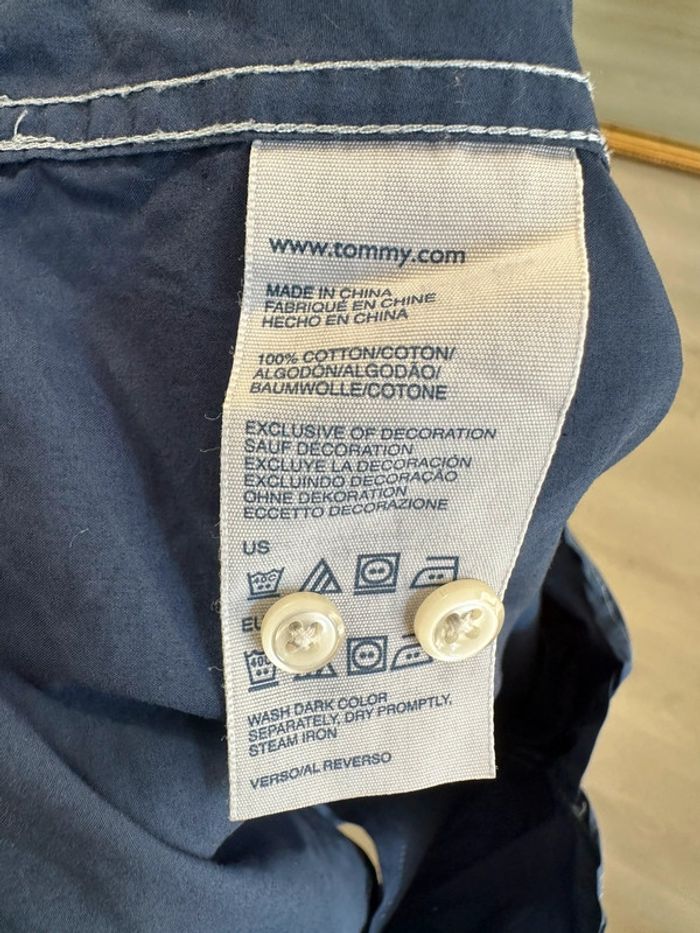 www.tommy.com
MADE IN CHINA
FABRIQUÉ EN CHINE
HECHO EN CHINA
100% COTTON/COTON/
ALGODÓN/ALGODÃO/
BAUMWOLLE/COTONE
EXCLUSIVE OF DECORATION
SAUF DÉCORATION
EXCLUYE LA DECORACIÓN
EXCLUINDO DECORAÇÃO
OHNE DEKORATION
ECCETTO DECORAZIONE
US
40C
EU
40
WASH DARK COLOR
SEPARATELY, DRY PROMPTLY,
STEAM IRON
VERSO/AL REVERSO